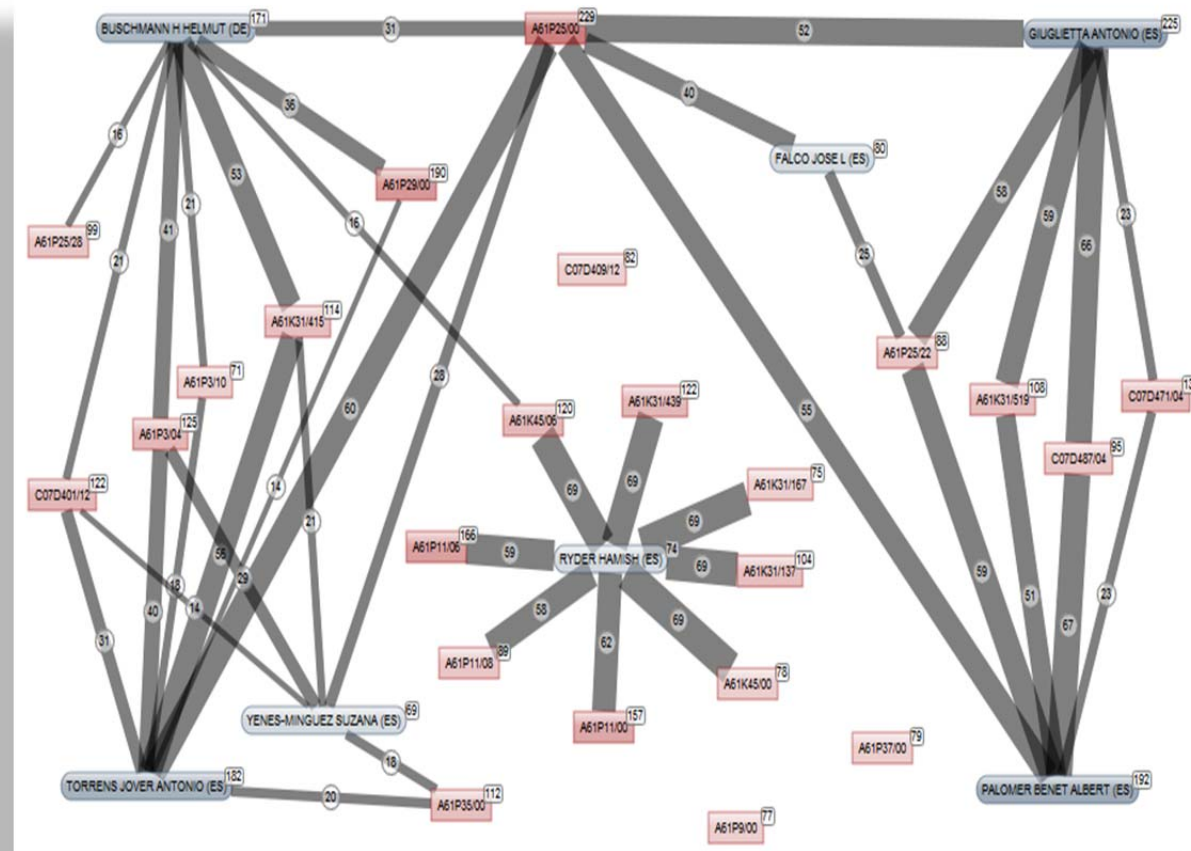 BUSCHMANN H HELMUT (DE) 171
31
A61P25/00 229
52
GIUGLIETTA ANTONIO (ES) 225
16
36
40
FALCO JOSE L (ES) 80
53
A61P29/00 190
58
59
23
21
41
21
16
66
A61P25/28 99
25
C07D409/12 82
A61K31/415 114
A61P25/22 88
28
A61P3/10 71
A61K31/519 108
C07D471/04 13
60
55
A61K45/06 120
A61K31/439 122
A61P3/04 125
C07D487/04 95
C07D401/12 122
14
69
69
A61K31/167 75
21
69
A61P11/06 166
59
RYDER HAMISH (ES) 74
69
A61K31/137 104
56
29
18
14
40
31
59
51
67
23
58
62
69
A61P11/08 89
A61K45/00 78
YENES-MINGUEZ SUZANA (ES) 69
A61P11/00 157
A61P37/00 79
18
TORRENS JOVER ANTONIO (ES) 182
20
A61P35/00 112
PALOMER BENET ALBERT (ES) 192
A61P9/00 77